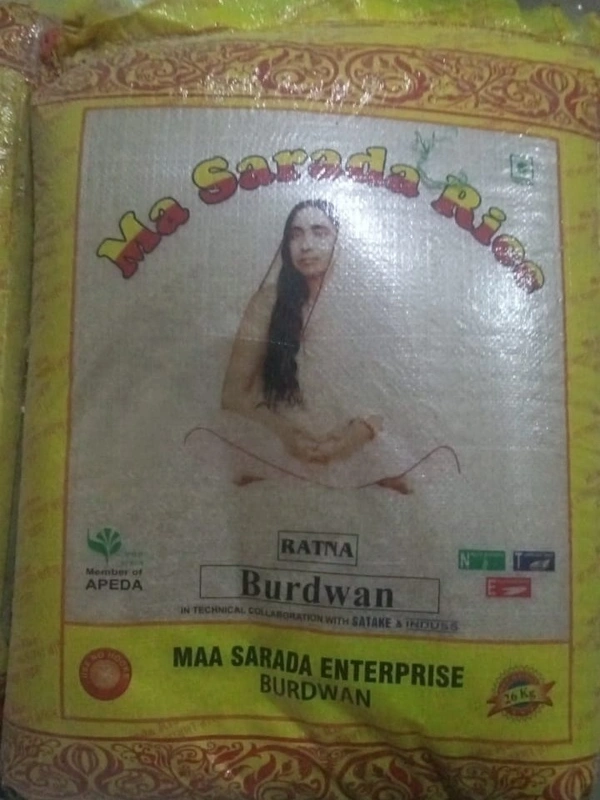 Ma Sarada Rice
RATNA
Burdwan
Member of
APEDA
N
T
E
IN TECHNICAL COLLABORATION WITH SATAKE & INDUSS
MAA SARADA ENTERPRISE
BURDWAN
26 Kg